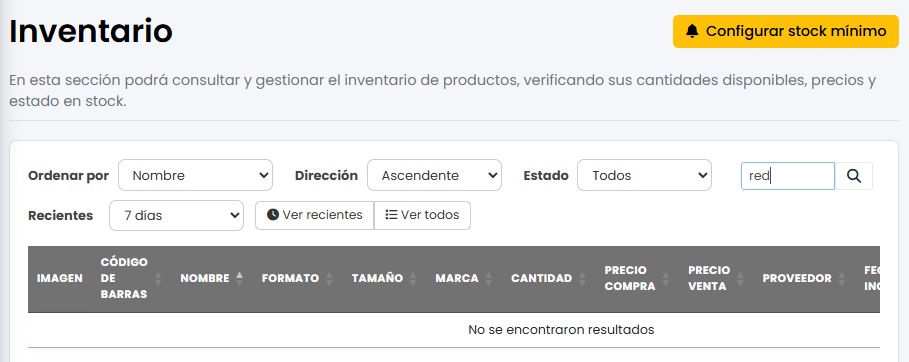 Inventario
Configurar stock mínimo
En esta sección podrá consultar y gestionar el inventario de productos, verificando sus cantidades disponibles, precios y
estado en stock.
Ordenar por Nombre Dirección Ascendente Estado Todos red
Recientes 7 días Ver recientes Ver todos
IMAGEN CÓDIGO DE BARRAS NOMBRE FORMATO TAMAÑO MARCA CANTIDAD PRECIO COMPRA PRECIO VENTA PROVEEDOR
No se encontraron resultados